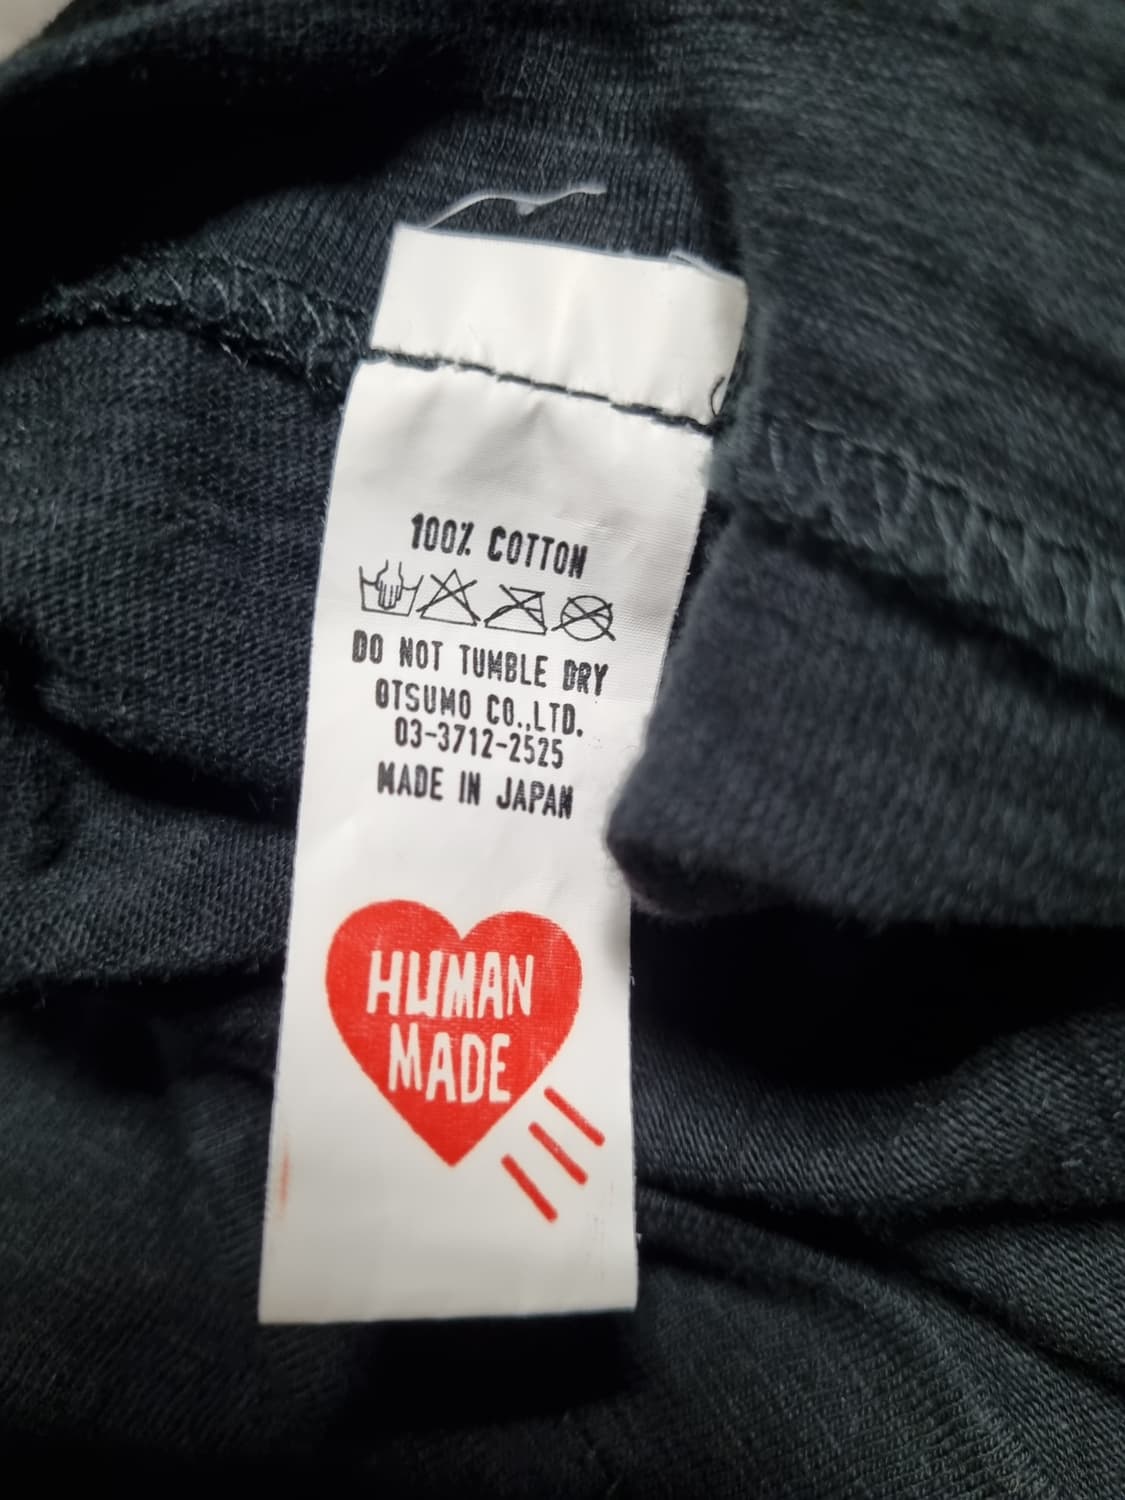 100% COTTON
DO NOT TUMBLE DRY
OTSUMO CO.,LTD.
03-3712-2525
MADE IN JAPAN
HUMAN
MADE